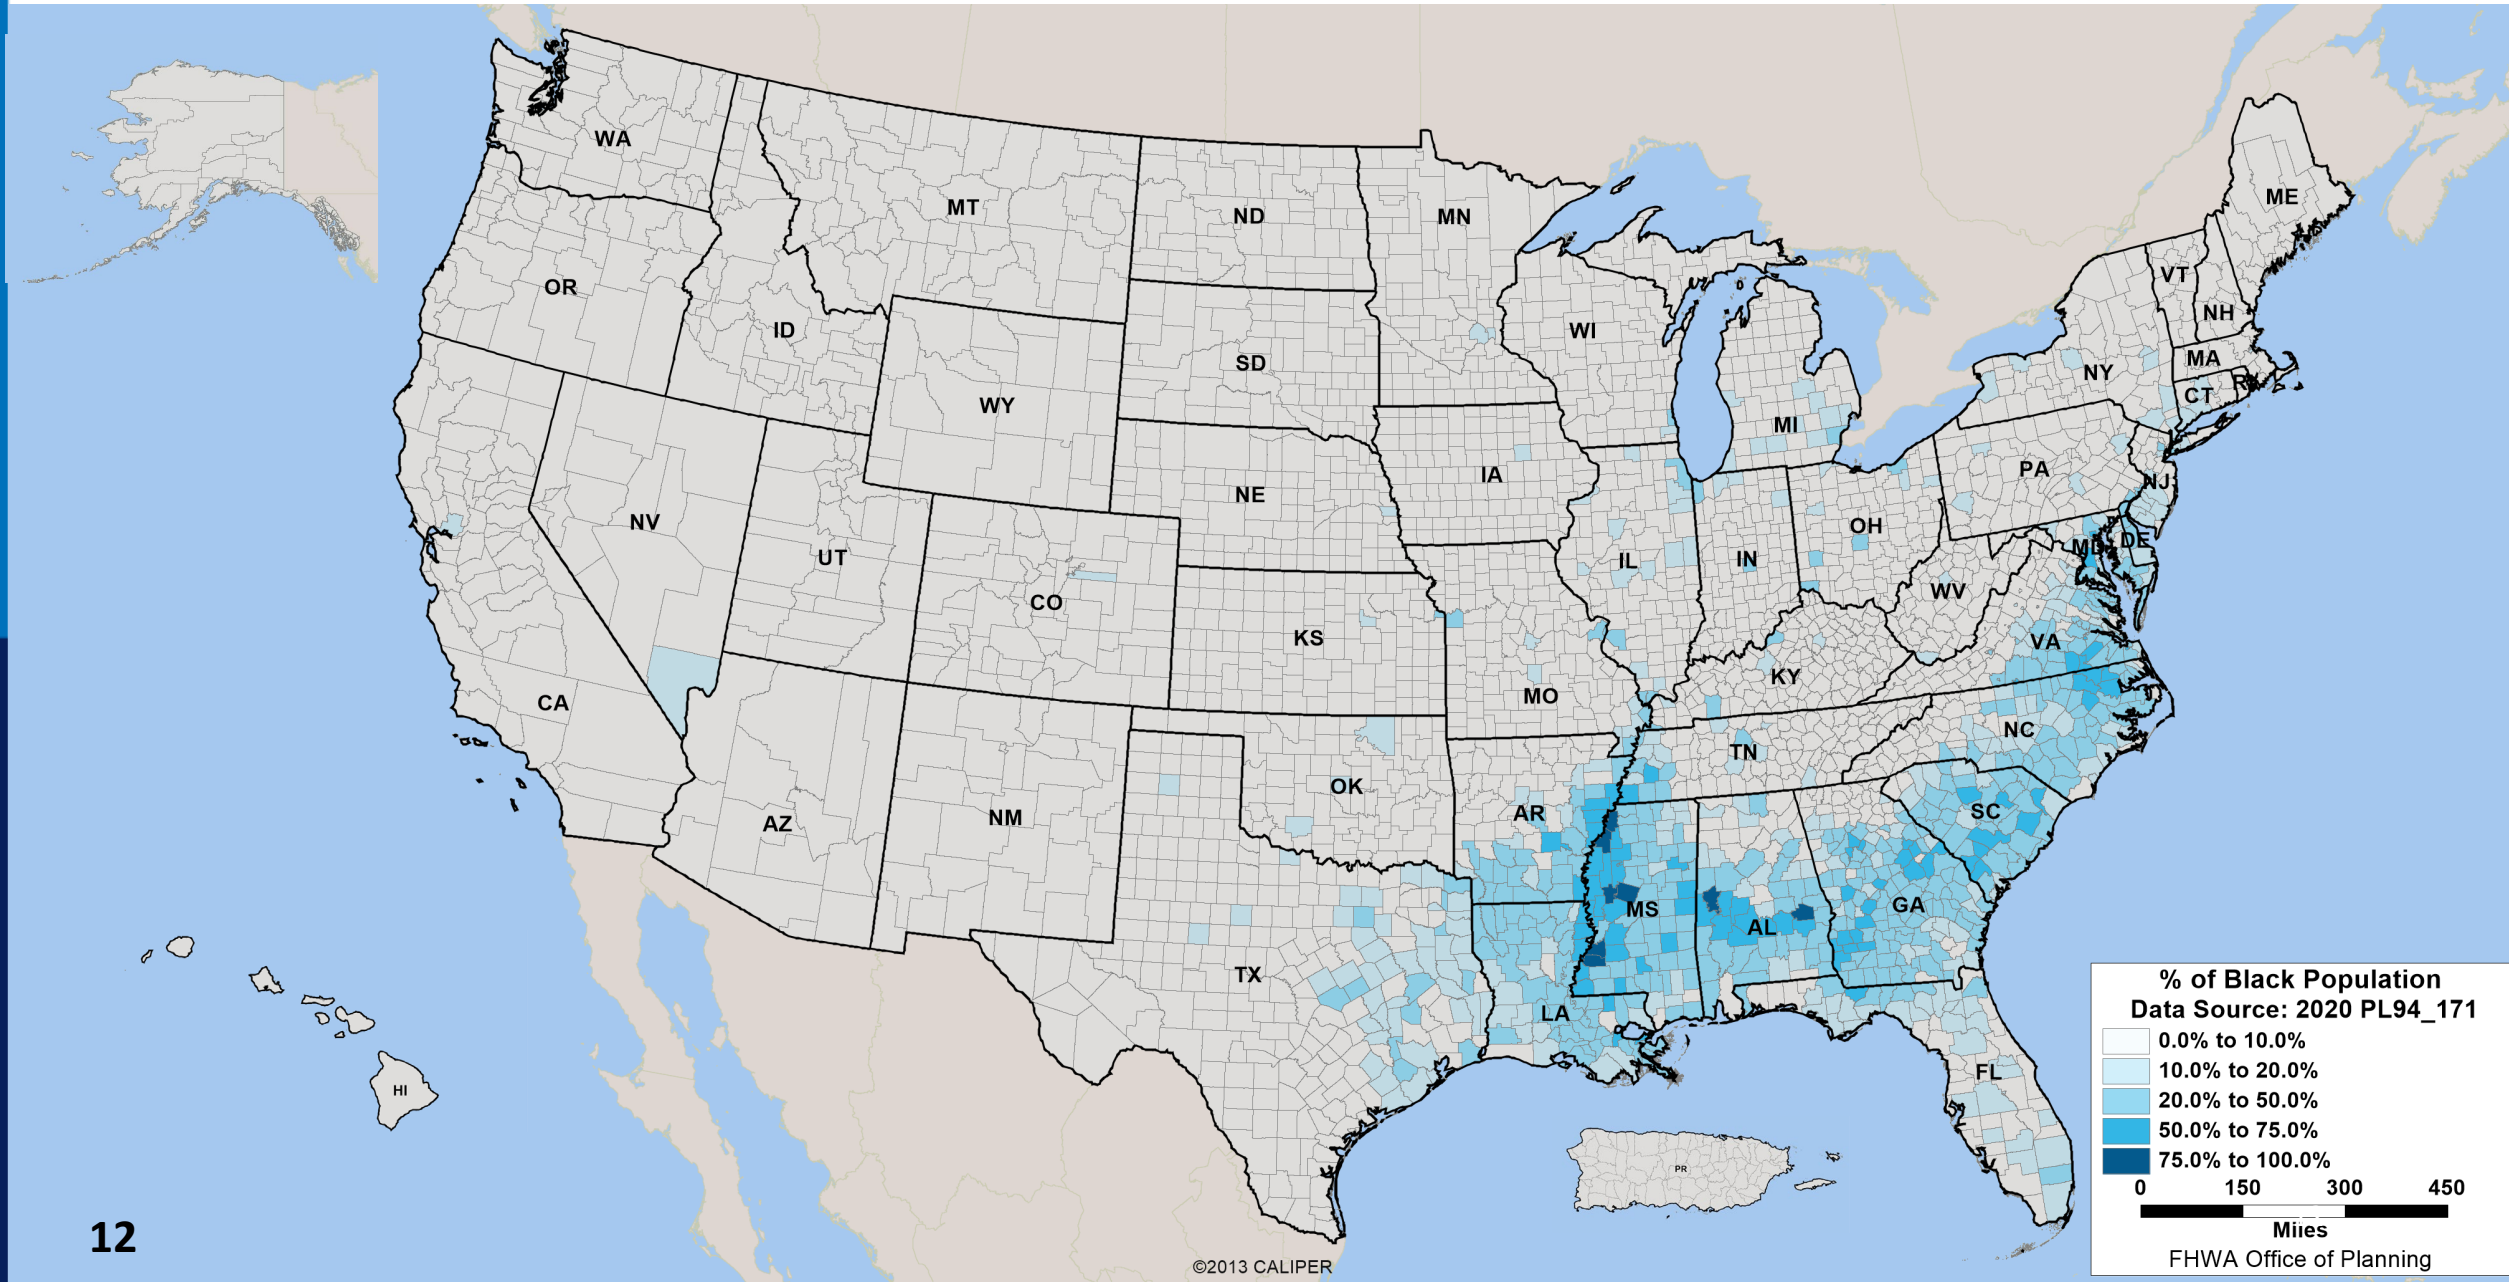 WA
MT
ND
MN
ME
OR
ID
WY
SD
WI
MI
NY
VT
NH
MA
CT
RI
NV
UT
CO
NE
IA
IL
IN
OH
PA
NJ
MD
DE
WV
VA
CA
KS
MO
KY
NC
TN
AZ
NM
OK
AR
SC
MS
AL
GA
TX
LA
FL
HI
PR
% of Black Population
Data Source: 2020 PL94_171
0.0% to 10.0%
10.0% to 20.0%
20.0% to 50.0%
50.0% to 75.0%
75.0% to 100.0%
0 150 300 450
Miles
FHWA Office of Planning
12
©2013 CALIPER